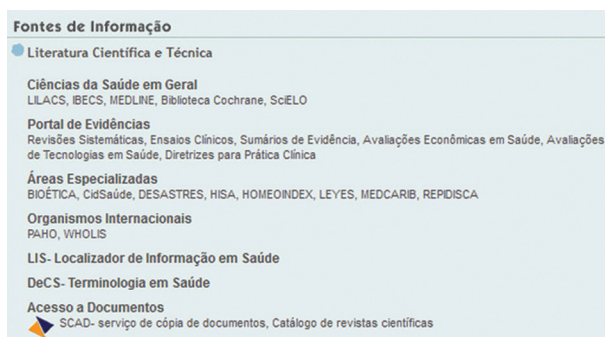 Fontes de Informação
Literatura Científica e Técnica
Ciências da Saúde em Geral
LILACS, IBECS, MEDLINE, Biblioteca Cochrane, SciELO
Portal de Evidências
Revisões Sistemáticas, Ensaios Clínicos, Sumários de Evidência, Avaliações Econômicas em Saúde, Avaliações
de Tecnologias em Saúde, Diretrizes para Prática Clínica
Áreas Especializadas
BIOÉTICA, CidSaúde, DESASTRES, HISA, HOMEOINDEX, LEYES, MEDCARIB, REPIDISCA
Organismos Internacionais
PAHO, WHOLIS
LIS- Localizador de Informação em Saúde
DeCS- Terminologia em Saúde
Acesso a Documentos
SCAD- serviço de cópia de documentos, Catálogo de revistas científicas